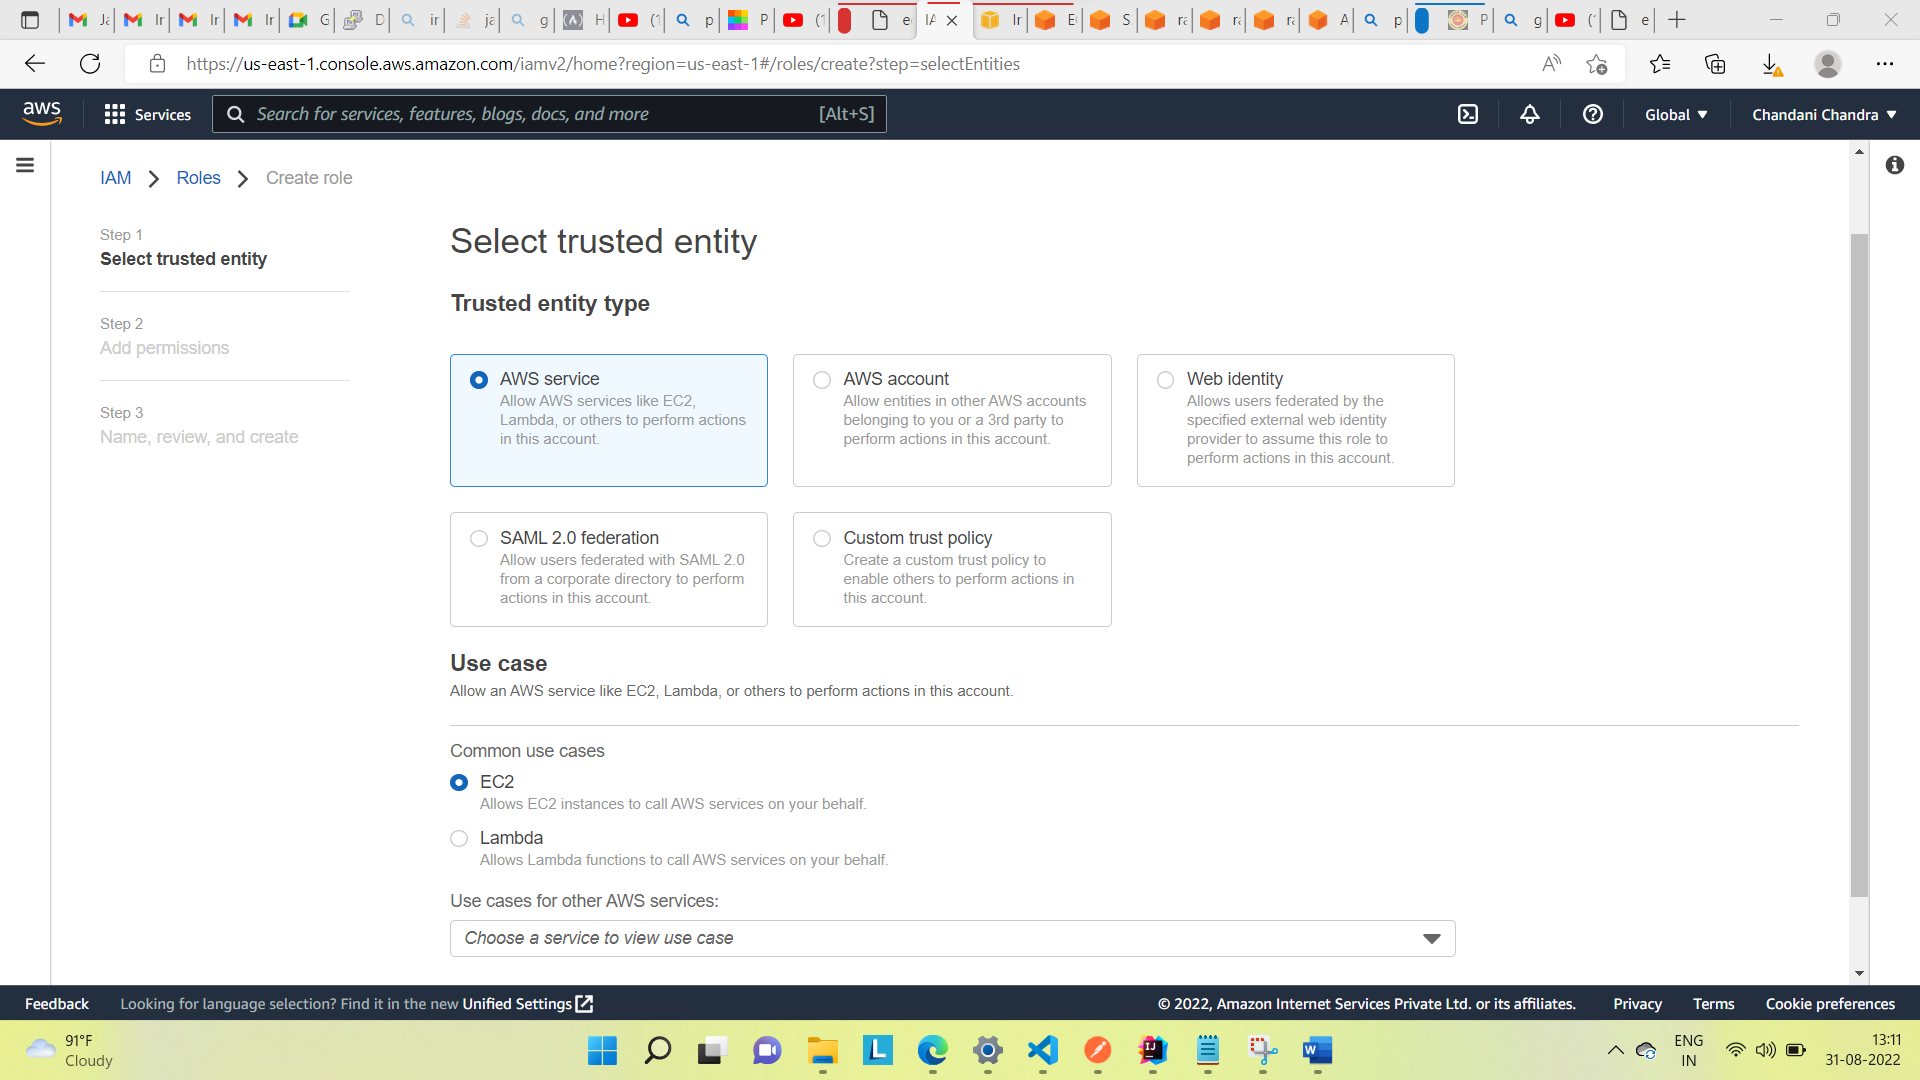 https://us-east-1.console.aws.amazon.com/iamv2/home?region=us-east-1#/roles/create?step=selectEntities
aws Services Search for services, features, blogs, docs, and more [Alt+S] Global Chandani Chandra
IAM Roles Create role
Step 1
Select trusted entity
Step 2
Add permissions
Step 3
Name, review, and create
Select trusted entity
Trusted entity type
AWS service
Allow AWS services like EC2,
Lambda, or others to perform actions
in this account.
AWS account
Allow entities in other AWS accounts
belonging to you or a 3rd party to
perform actions in this account.
Web identity
Allows users federated by the
specified external web identity
provider to assume this role to
perform actions in this account.
SAML 2.0 federation
Allow users federated with SAML 2.0
from a corporate directory to perform
actions in this account.
Custom trust policy
Create a custom trust policy to
enable others to perform actions in
this account.
Use case
Allow an AWS service like EC2, Lambda, or others to perform actions in this account.
Common use cases
EC2
Allows EC2 instances to call AWS services on your behalf.
Lambda
Allows Lambda functions to call AWS services on your behalf.
Use cases for other AWS services:
Choose a service to view use case
Feedback Looking for language selection? Find it in the new Unified Settings © 2022, Amazon Internet Services Private Ltd. or its affiliates. Privacy Terms Cookie preferences
91°F
Cloudy
ENG
IN
13:11
31-08-2022